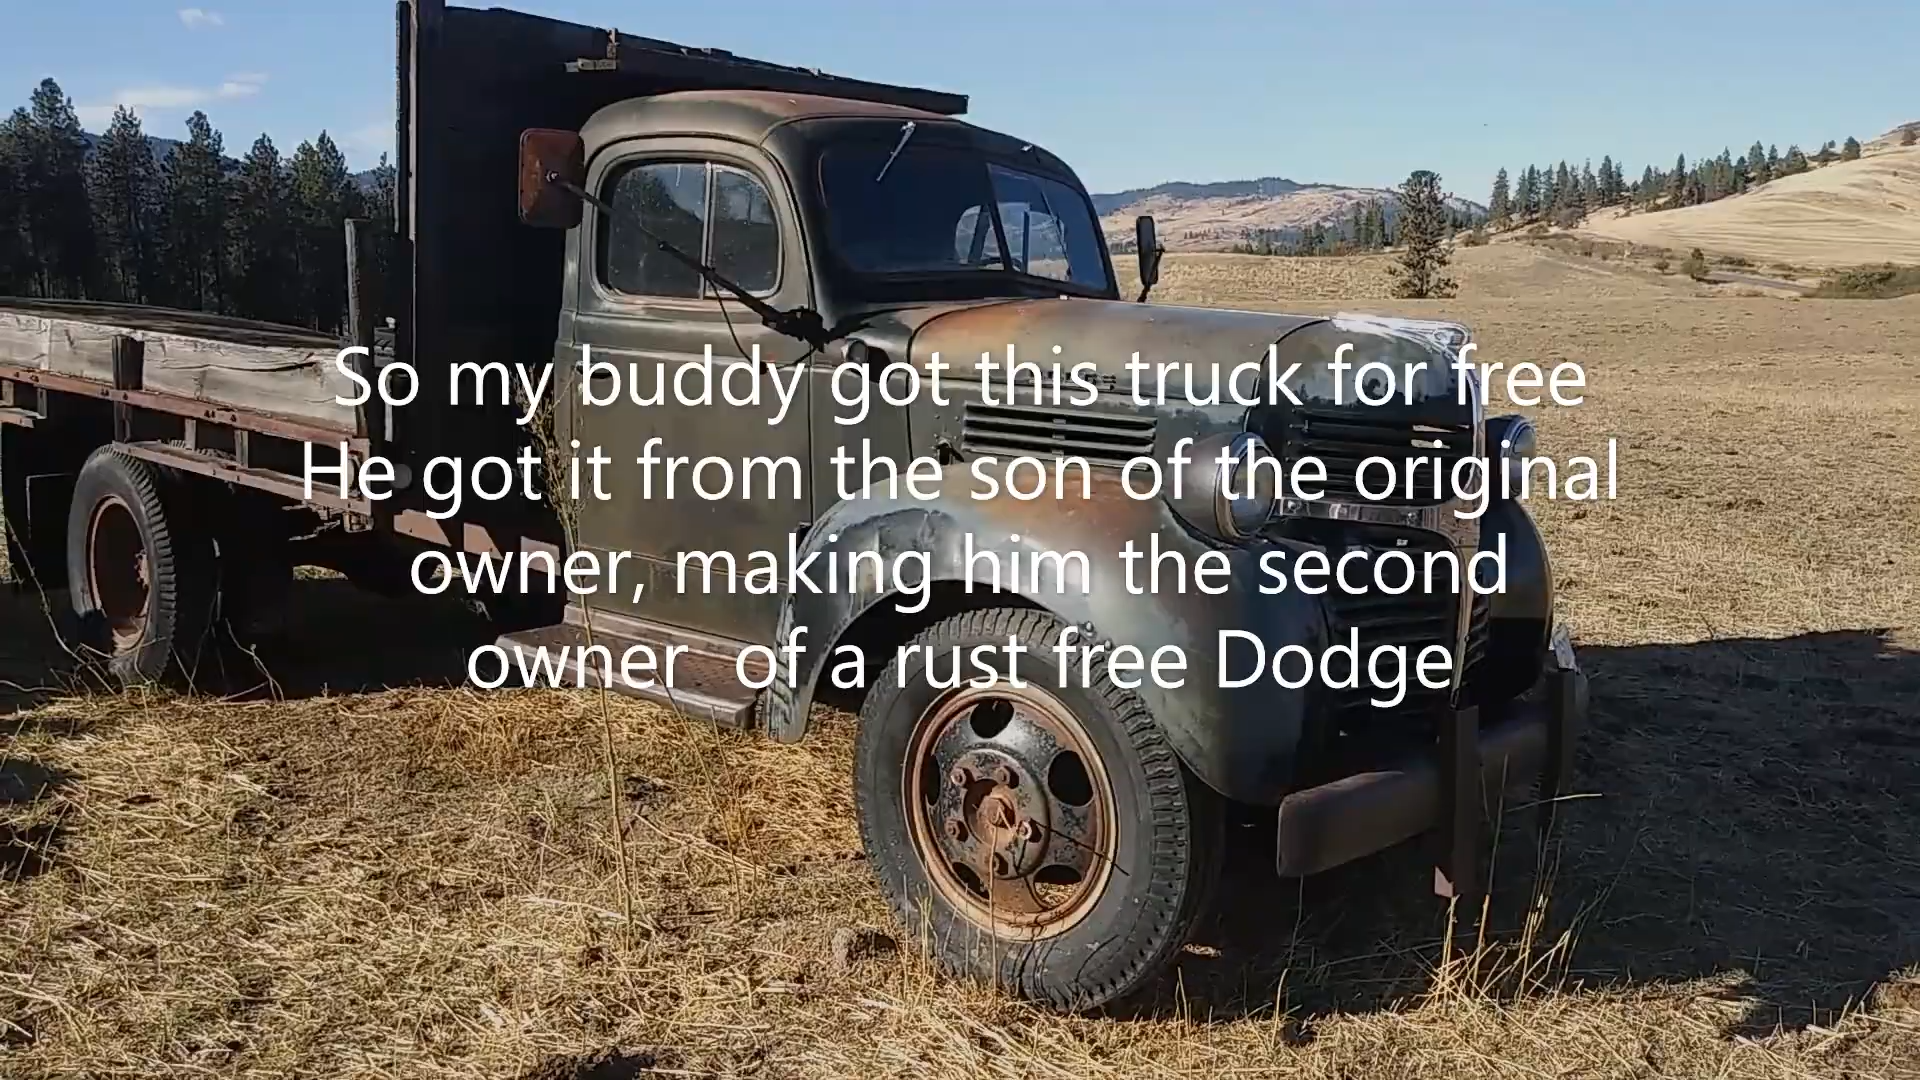 So my buddy got this truck for free
He got it from the son of the original
owner, making him the second
owner  of a rust free Dodge